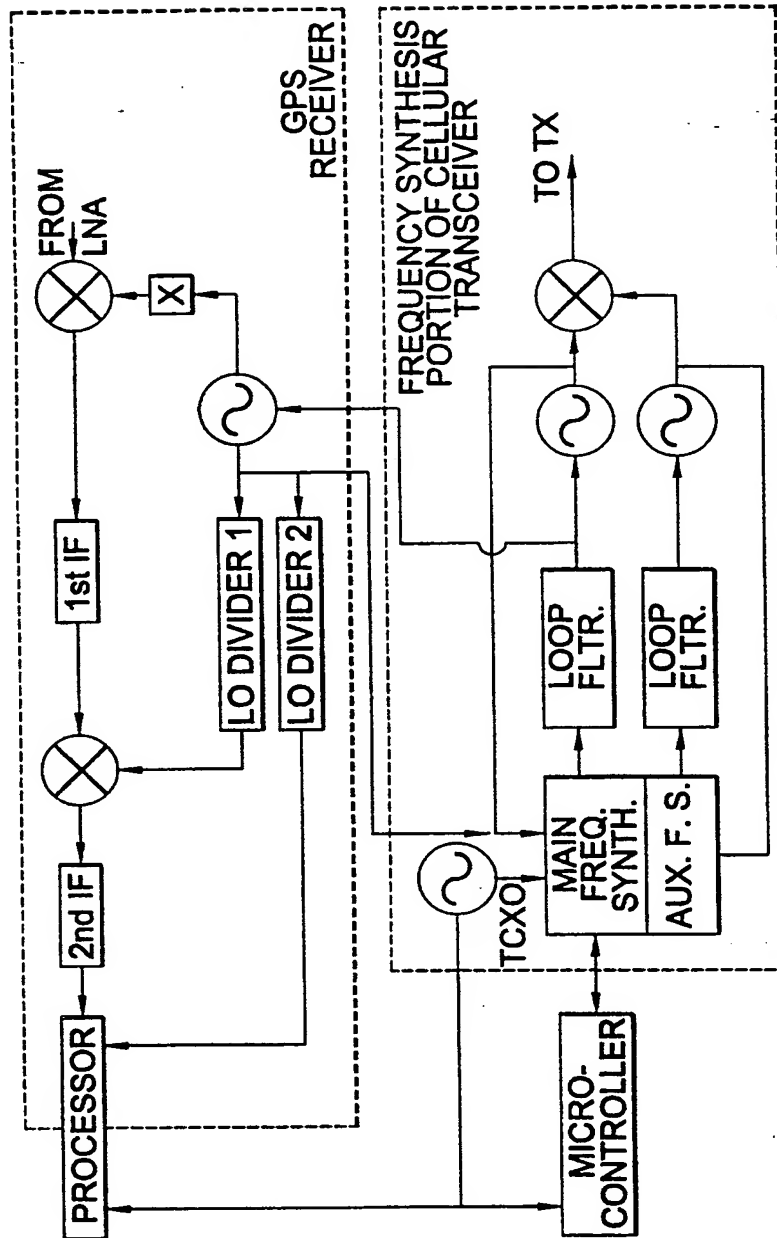 FROM
LNA
X
1st IF
2nd IF
PROCESSOR
LO DIVIDER 1
LO DIVIDER 2
GPS
RECEIVER
FREQUENCY SYNTHESIS
PORTION OF CELLULAR
TRANSCEIVER
TO TX
LOOP
FLTR.
LOOP
FLTR.
TCXO
MAIN
FREQ.
SYNTH.
AUX. F. S.
MICRO-
CONTROLLER